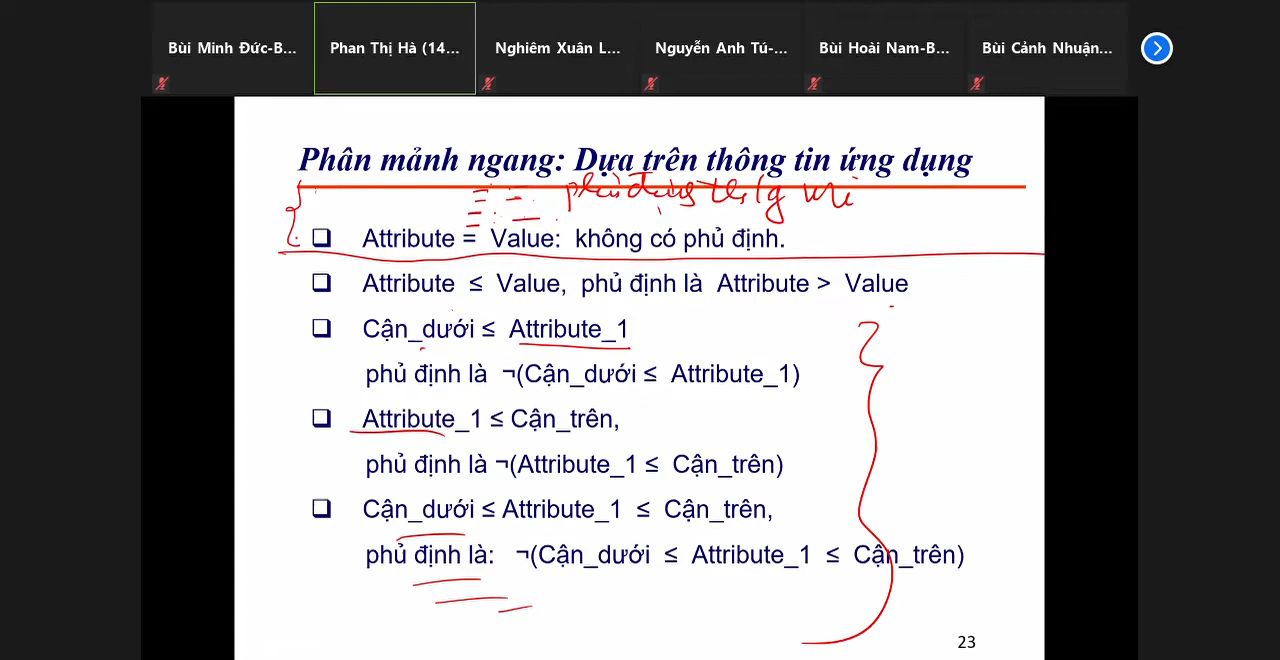 Bùi Minh Đức-B...
Phan Thị Hà (14...
Nghiêm Xuân L...
Nguyễn Anh Tú-...
Bùi Hoài Nam-B...
Bùi Cảnh Nhuận...
Phân mảnh ngang: Dựa trên thông tin ứng dụng
❑ Attribute = Value: không có phủ định.
❑ Attribute ≤ Value, phủ định là Attribute > Value
❑ Cận_dưới ≤ Attribute_1
phủ định là ¬(Cận_dưới ≤ Attribute_1)
❑ Attribute_1 ≤ Cận_trên,
phủ định là ¬(Attribute_1 ≤ Cận_trên)
❑ Cận_dưới ≤ Attribute_1 ≤ Cận_trên,
phủ định là: ¬(Cận_dưới ≤ Attribute_1 ≤ Cận_trên)
23